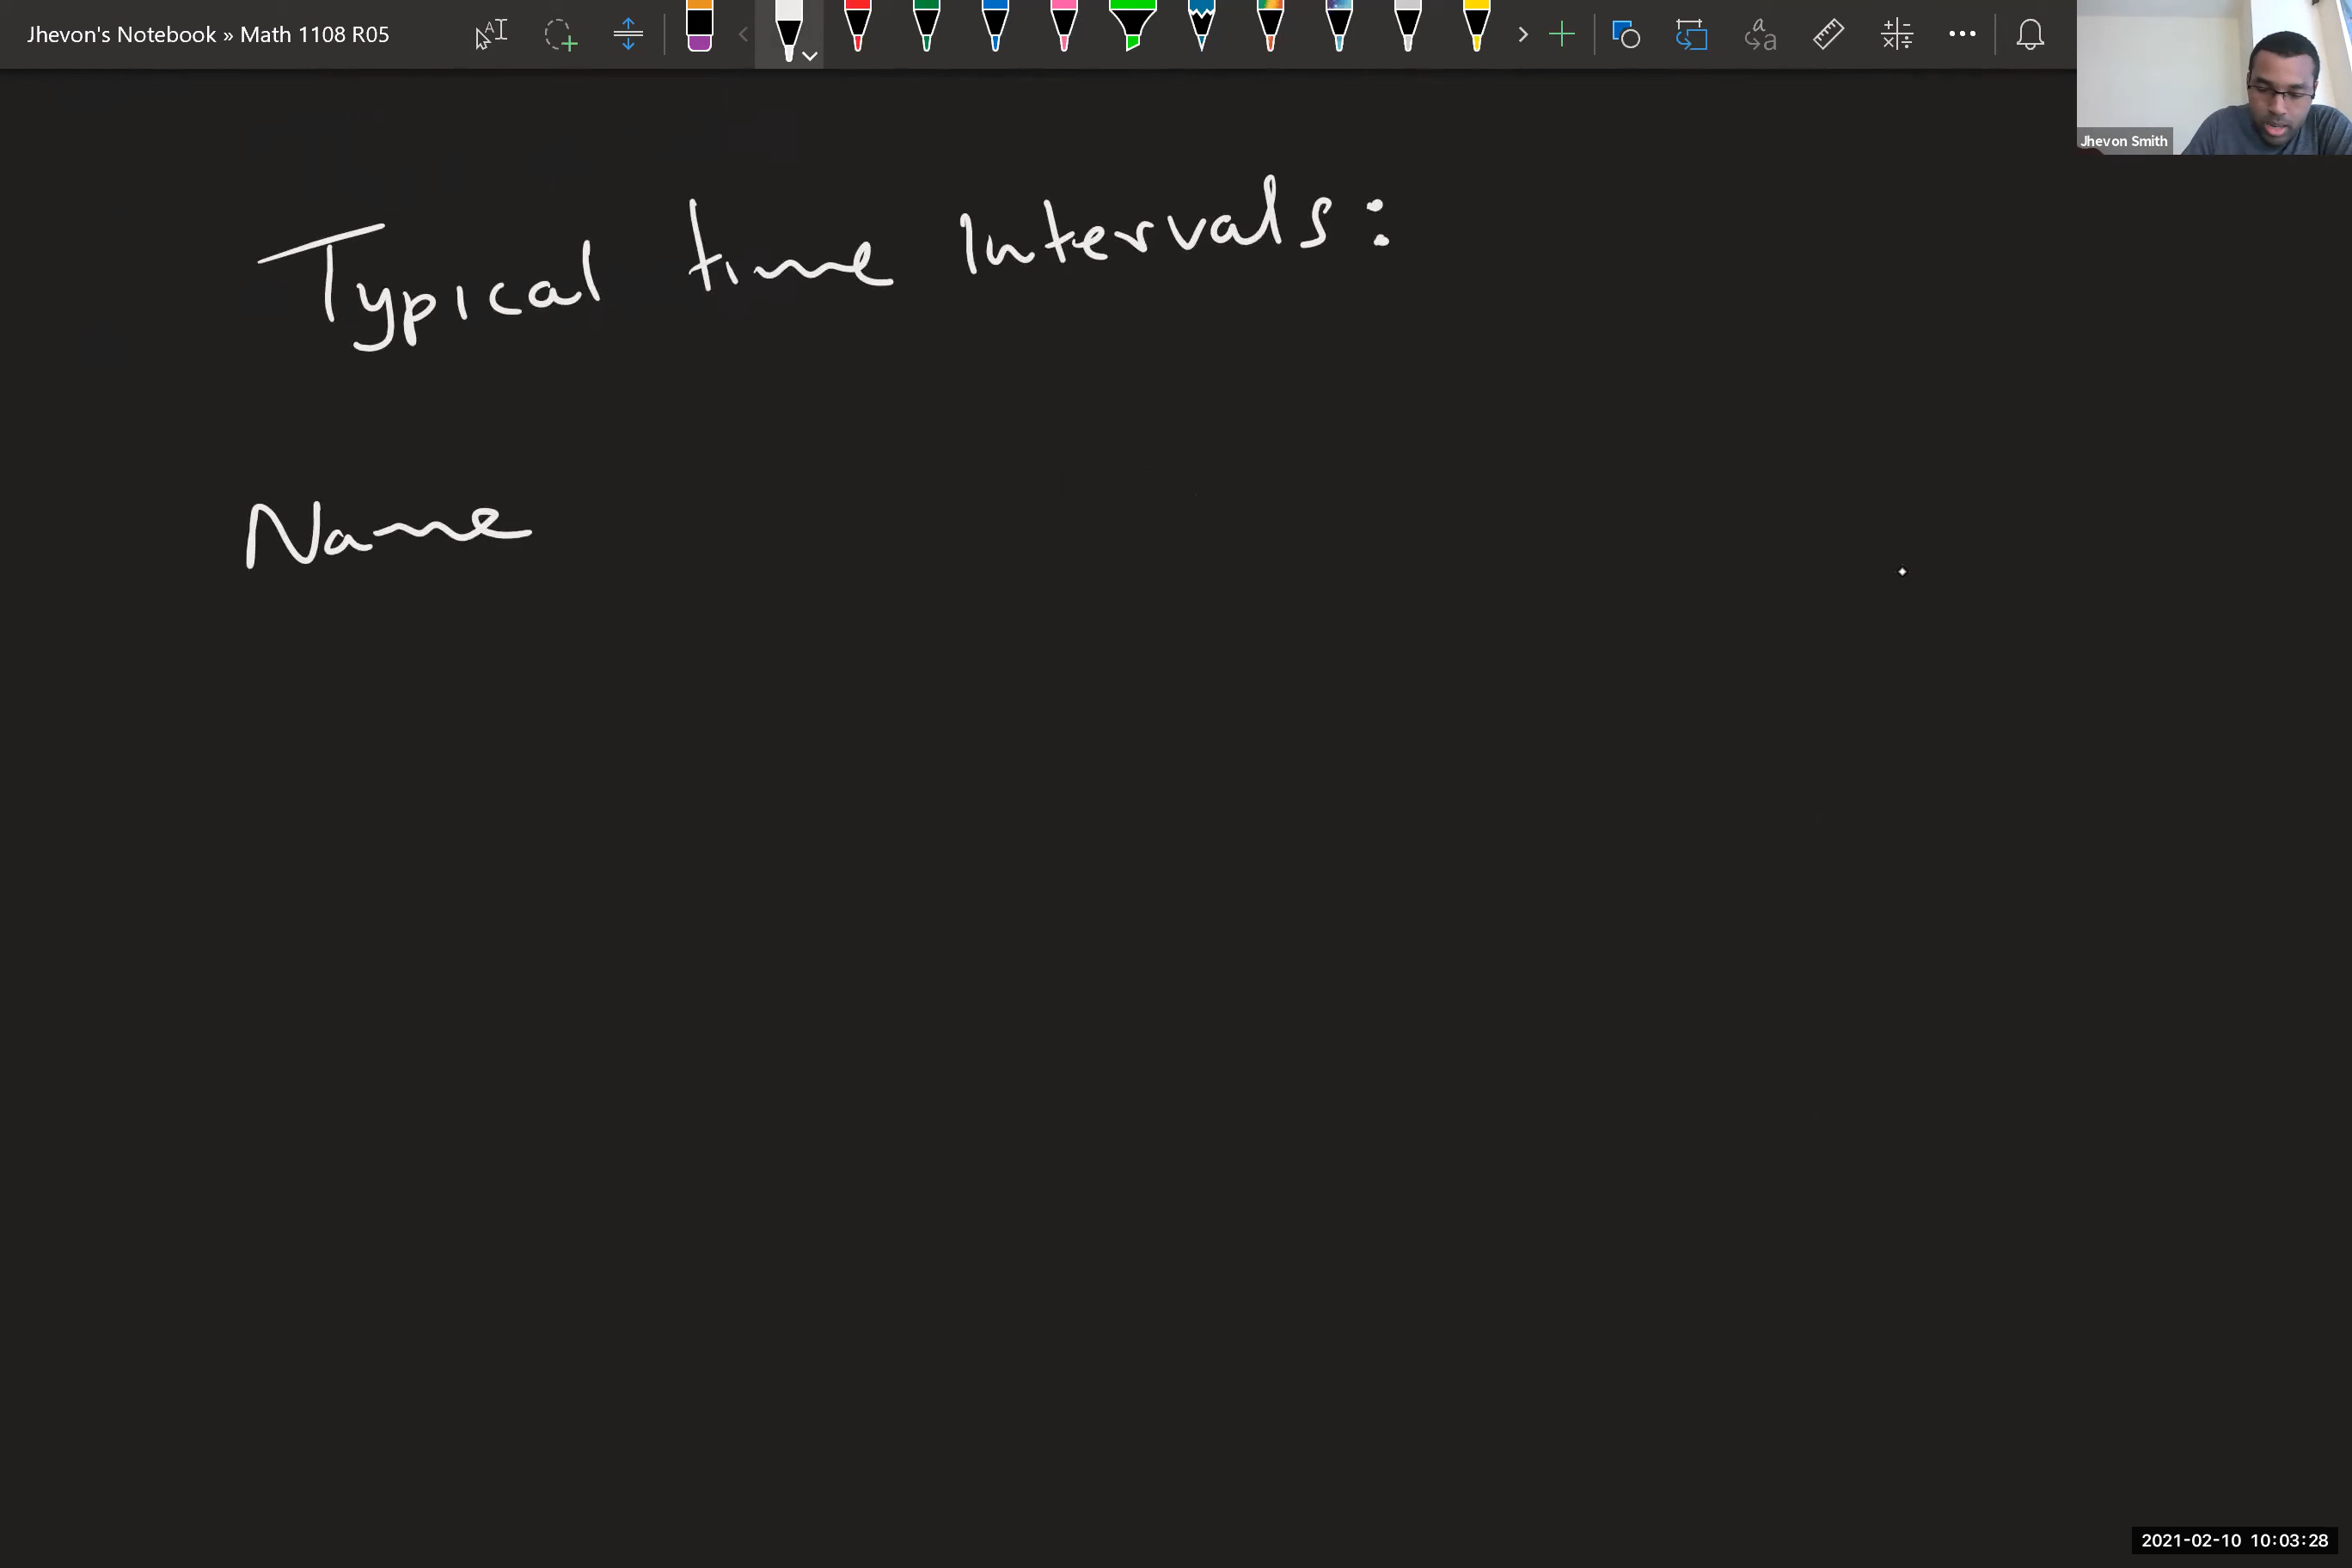 Jhevon's Notebook » Math 1108 R05
Jhevon Smith
Typical time Intervals:
Name
2021-02-10 10:03:28